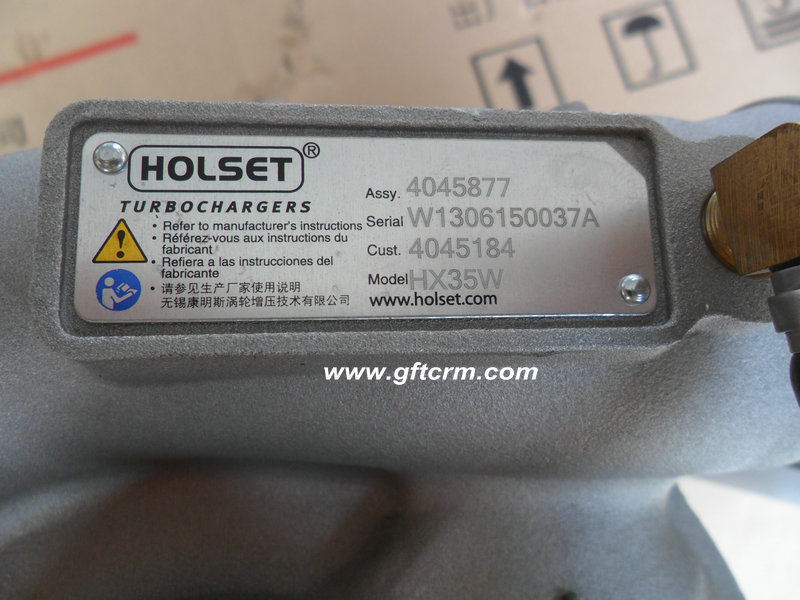 出
HOLSET®
TURBOCHARGERS
• Refer to manufacturer's instructions
• Référez-vous aux instructions du
fabricant
• Refiera a las instrucciones del
fabricante
• 请参见生产厂家使用说明
无锡康明斯涡轮增压技术有限公司
Assy. 4045877
Serial W1306150037A
Cust. 4045184
Model HX35W
www.holset.com
www.gftcrm.com